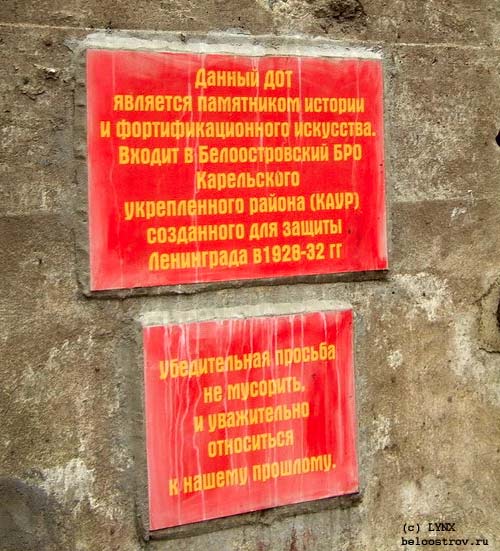 Данный ДОТ
является памятником истории
и фортификационного искусства.
Входит в Белоостровский БРО
Карельского
укрепленного района (КАУР)
созданного для защиты
Ленинграда в1928-32 гг
Убедительная просьба
не мусорить,
и уважительно
относиться
к нашему прошлому.
(c) LYNX
beloostrov.ru